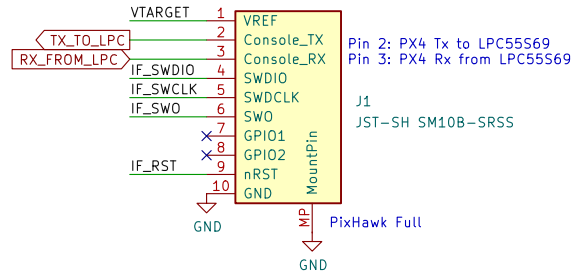 VTARGET 1 VREF
TX_TO_LPC 2 Console_TX Pin 2: PX4 Tx to LPC55S69
RX_FROM_LPC 3 Console_RX Pin 3: PX4 Rx from LPC55S69
IF_SWDIO 4 SWDIO
IF_SWCLK 5 SWDCLK J1
IF_SWO 6 SWO JST-SH SM10B-SRSS
7 GPIO1
8 GPIO2
IF_RST 9 nRST
10 GND
MountPin
MP
GND PixHawk Full
GND